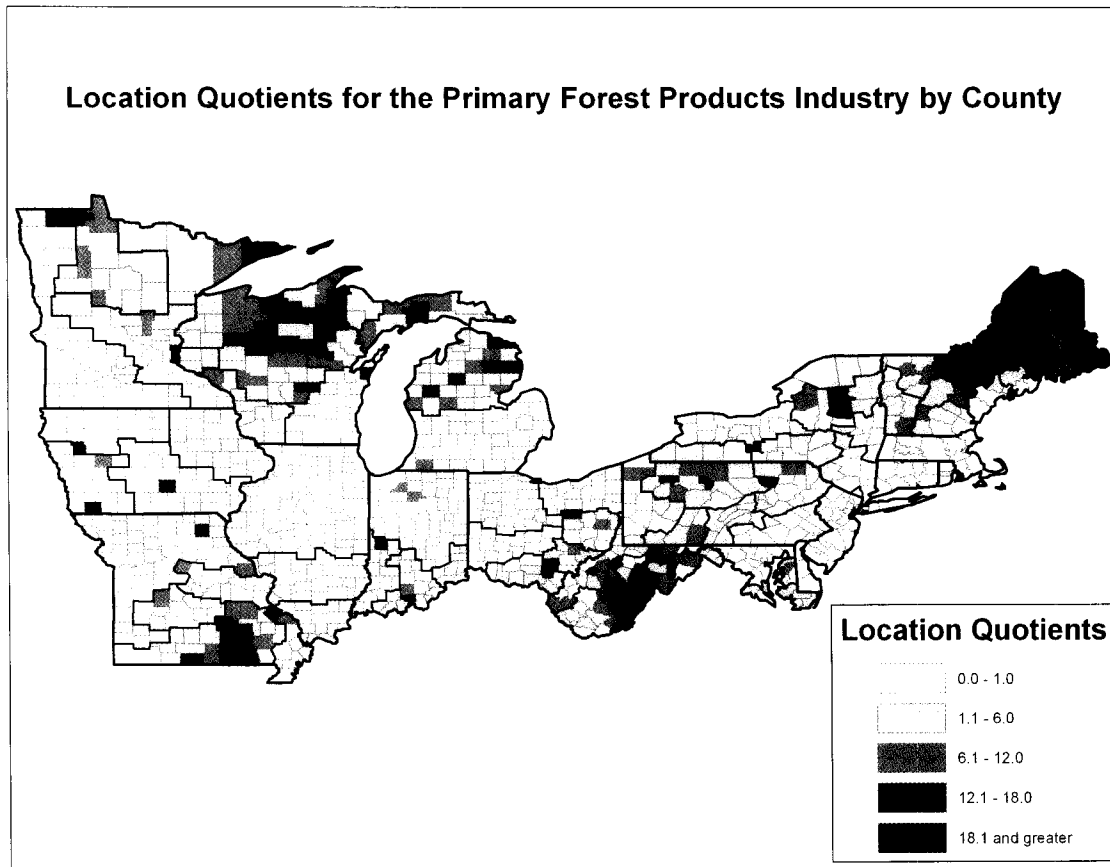 Location Quotients for the Primary Forest Products Industry by County
Location Quotients
0.0 - 1.0
1.1 - 6.0
6.1 - 12.0
12.1 - 18.0
18.1 and greater